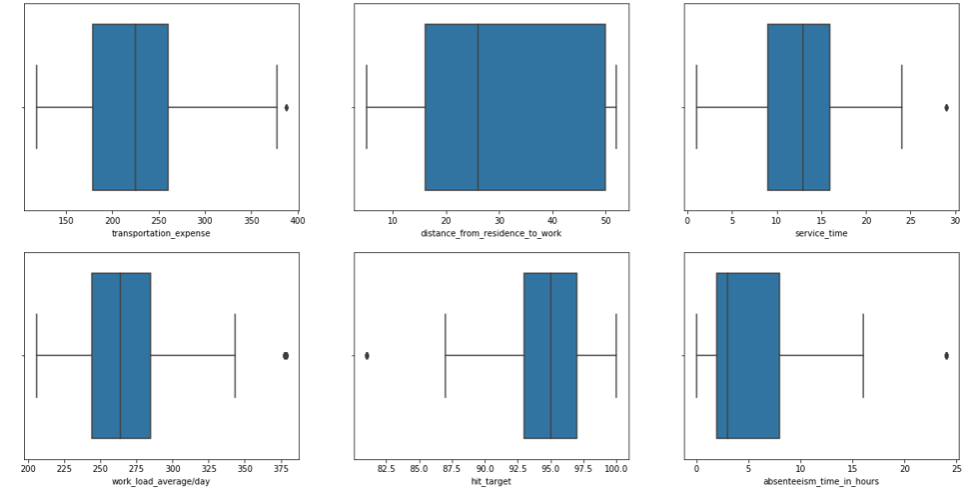 150 200 250 300 350 400
transportation_expense
10 20 30 40 50
distance_from_residence_to_work
0 5 10 15 20 25 30
service_time
200 225 250 275 300 325 350 375
work_load_average/day
82.5 85.0 87.5 90.0 92.5 95.0 97.5 100.0
hit_target
0 5 10 15 20 25
absenteeism_time_in_hours